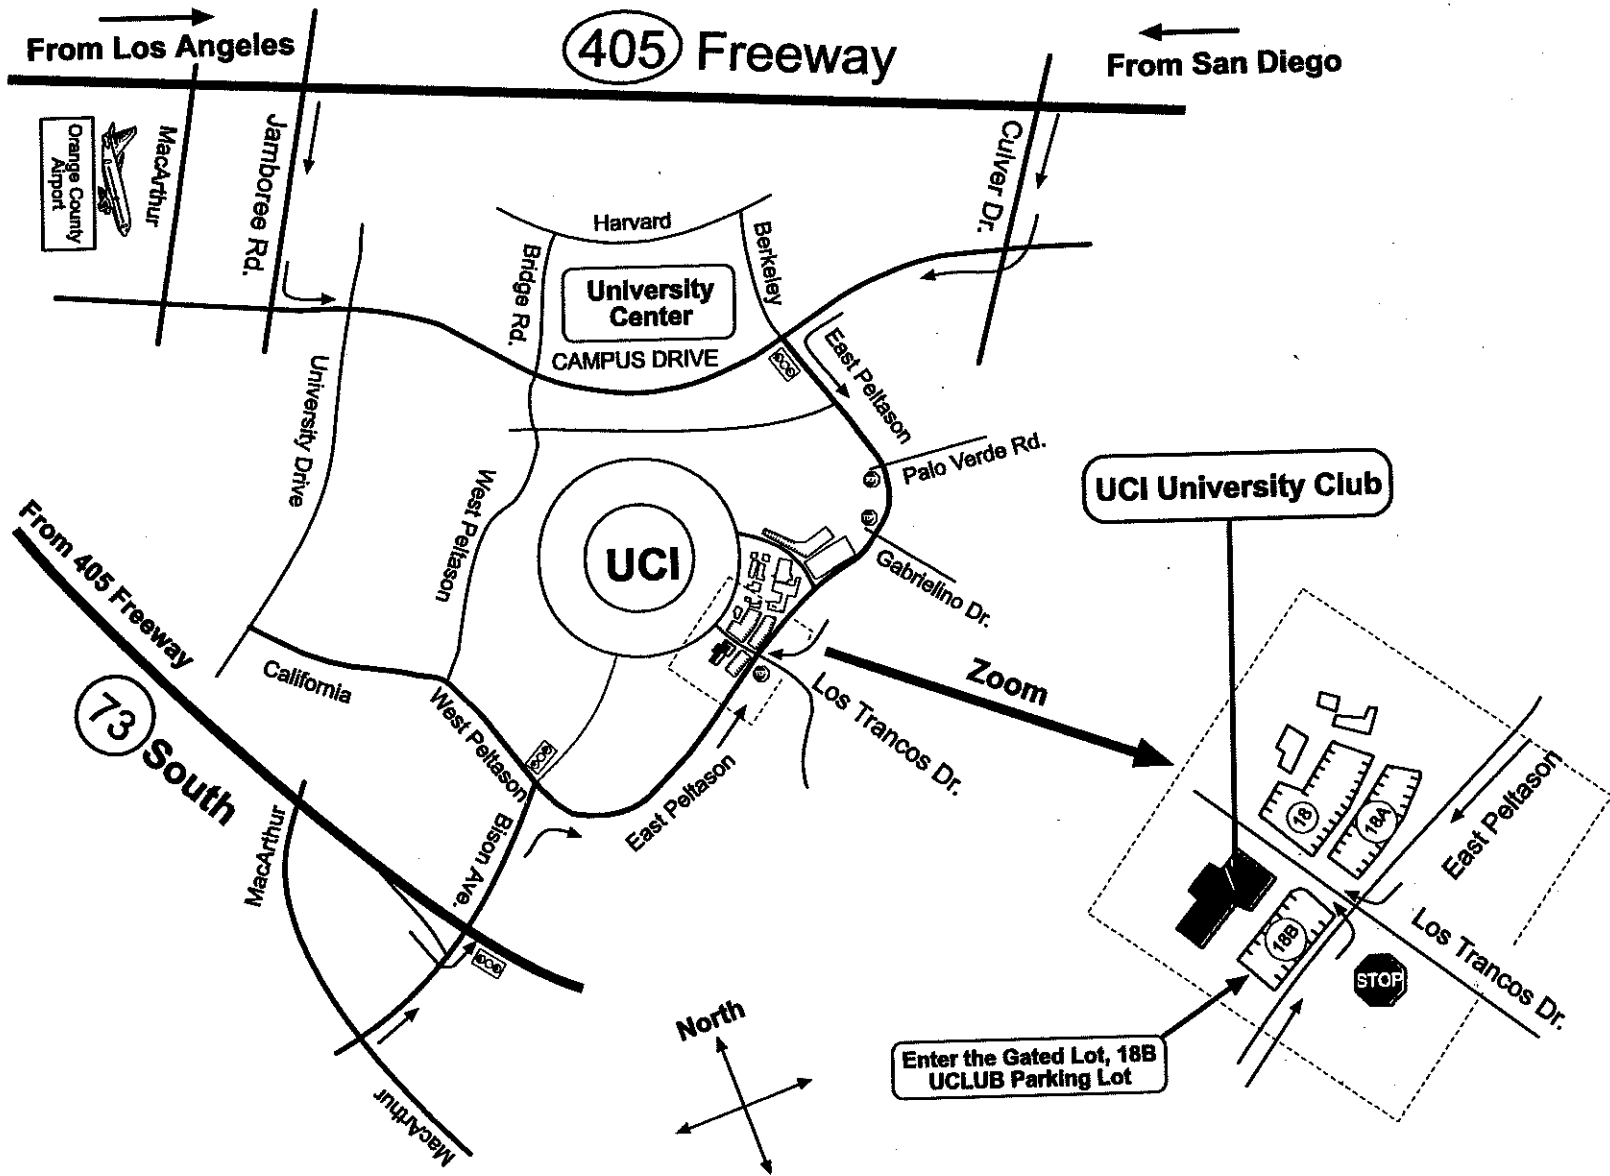 From Los Angeles
405 Freeway
From San Diego
Orange County
Airport
MacArthur
Jamboree Rd.
Culver Dr.
Harvard
Bridge Rd.
Berkeley
University
Center
CAMPUS DRIVE
East Peltason
University Drive
West Peltason
Palo Verde Rd.
UCI University Club
UCI
Gabrielino Dr.
From 405 Freeway
73 South
California
West Peltason
Los Trancos Dr.
Zoom
East Peltason
MacArthur
Bison Ave.
18
18A
East Peltason
18B
Los Trancos Dr.
STOP
North
Enter the Gated Lot, 18B
UCLUB Parking Lot
MacArthur